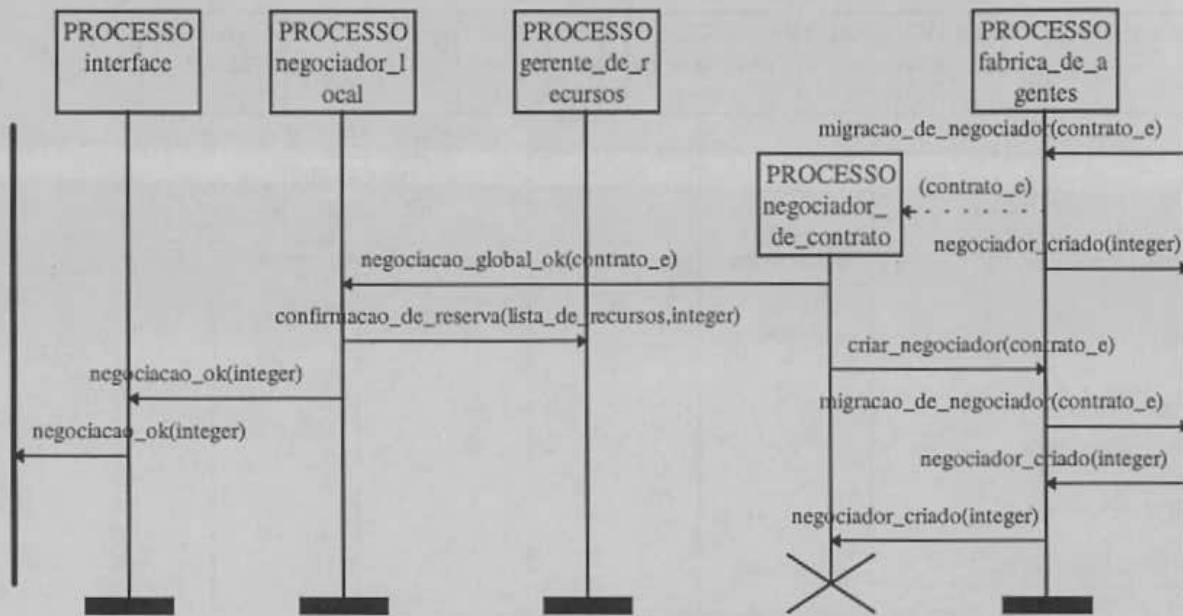 PROCESSO
interface
PROCESSO
negociador_l
ocal
PROCESSO
gerente_de_r
ecursos
PROCESSO
fabrica_de_a
gentes
migracao_de_negociador(contrato_e)
PROCESSO
negociador_
de_contrato
(contrato_e)
negociador_criado(integer)
negociacao_global_ok(contrato_e)
confirmacao_de_reserva(lista_de_recursos,integer)
criar_negociador(contrato_e)
negociacao_ok(integer)
migracao_de_negociador(contrato_e)
negociacao_ok(integer)
negociador_criado(integer)
negociador_criado(integer)